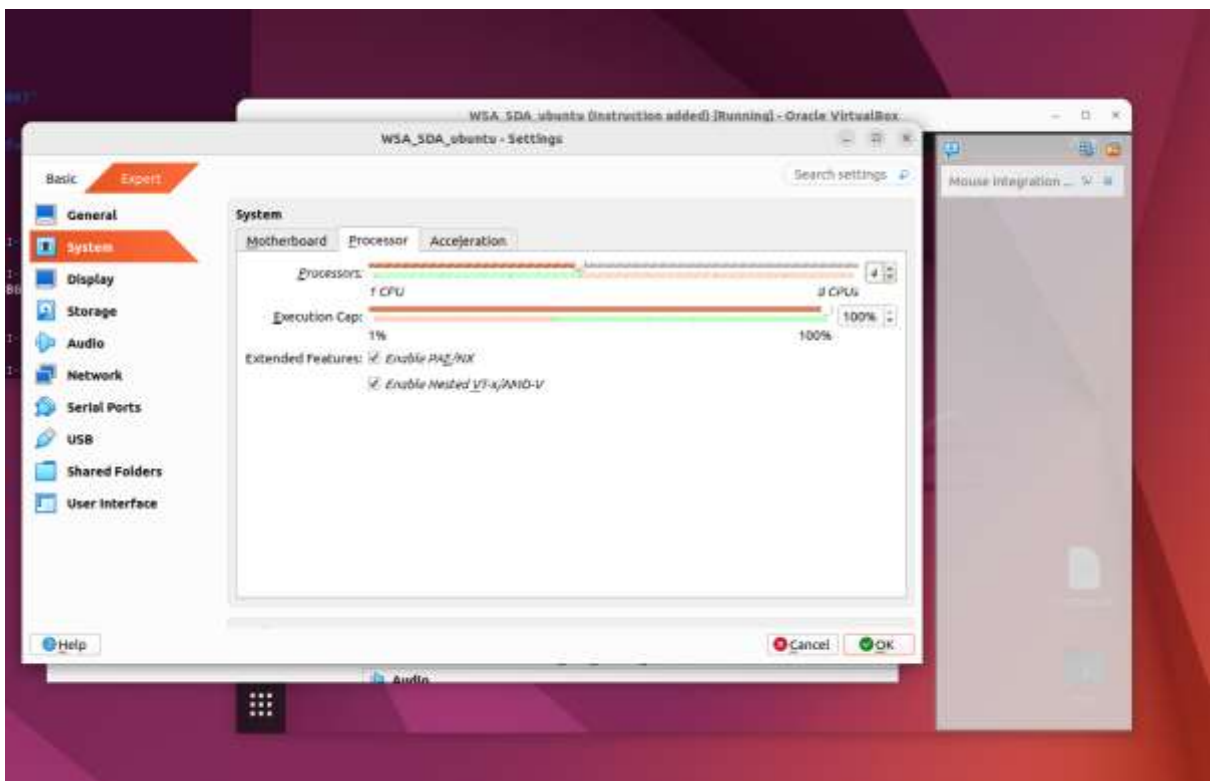 WSA_SDA_ubuntu (Instruction added) [Running] - Oracle VirtualBox
WSA_SDA_ubuntu - Settings
Basic
Expert
Search settings
Mouse integration ...
General
System
Display
Storage
Audio
Network
Serial Ports
USB
Shared Folders
User Interface
System
Motherboard Processor Acceleration
Processors: 4
1 CPU 8 CPUs
Execution Cap: 100%
1% 100%
Extended Features: Enable PAE/NX
Enable Nested VT-x/AMD-V
Help
Cancel OK
Audio